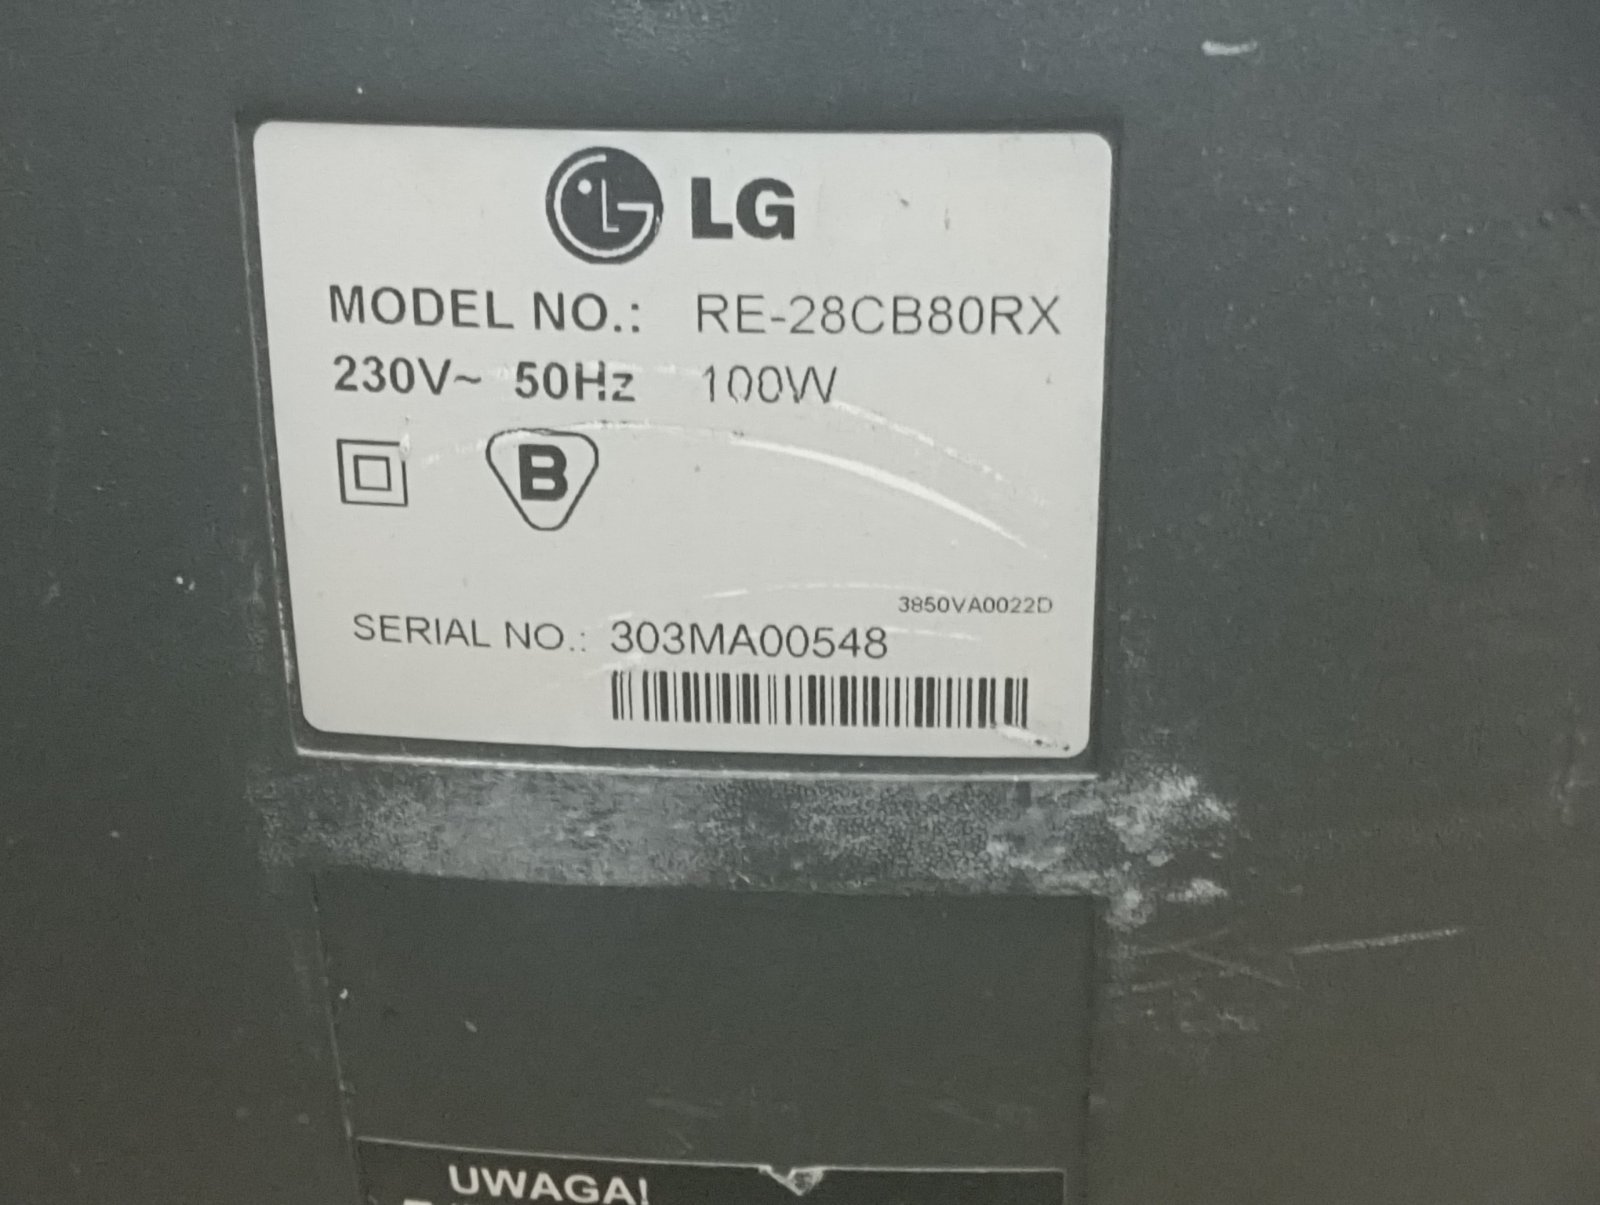 LG
MODEL NO.: RE-28CB80RX
230V~ 50Hz 100W
B
3850VA0022D
SERIAL NO.: 303MA00548
UWAGA!